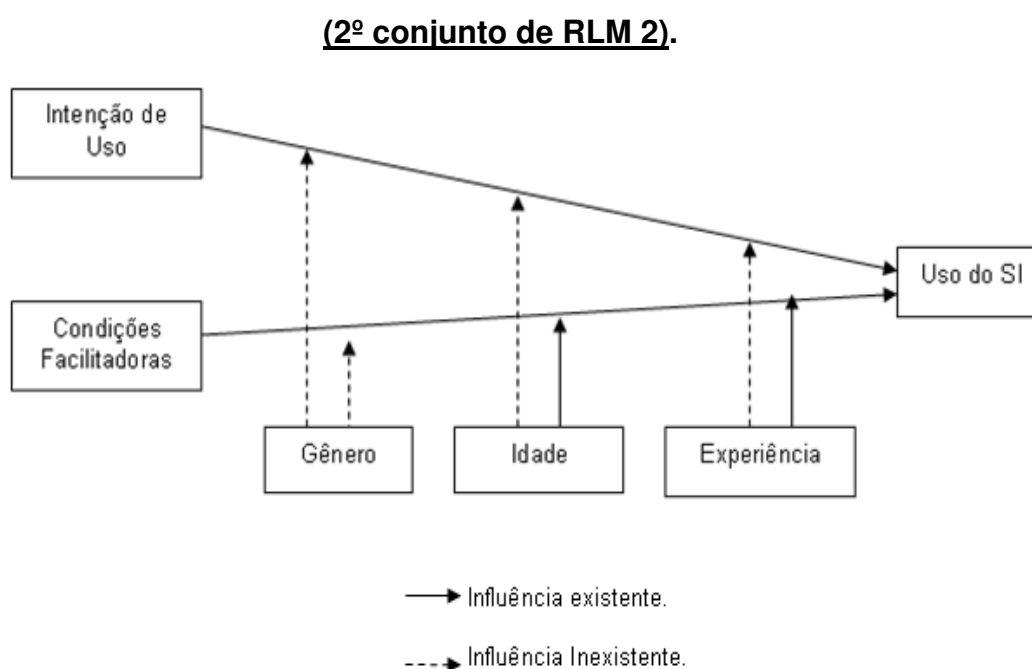 (2º conjunto de RLM 2).
Intenção de
Uso
Uso do SI
Condições
Facilitadoras
Gênero
Idade
Experiência
Influência existente.
Influência Inexistente.